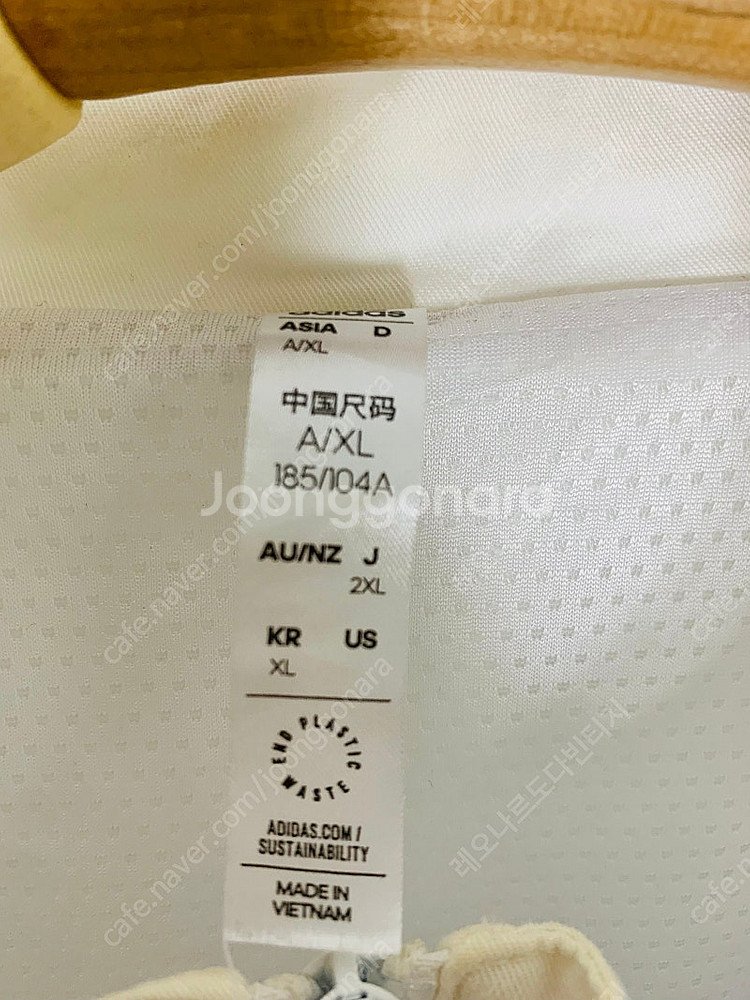 adidas
ASIA D
A/XL
中国尺码
A/XL
185/104A
AU/NZ J
2XL
KR US
XL
END PLASTIC WASTE
ADIDAS.COM/
SUSTAINABILITY
MADE IN
VIETNAM
Joonggonara
cafe.naver.com/joonggonara
레오나르도다빈티지